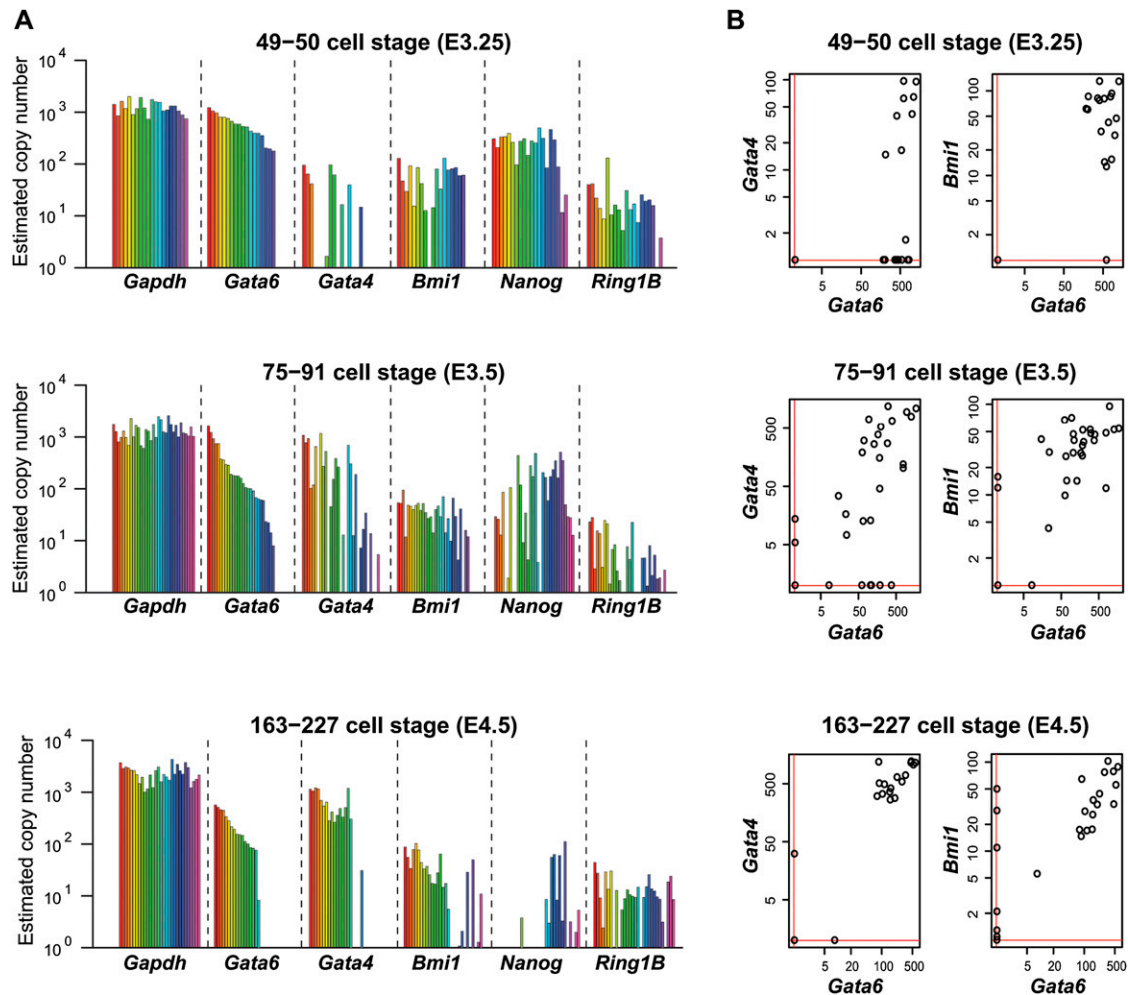 A
49−50 cell stage (E3.25)
Estimated copy number
10^4
10^3
10^2
10^1
10^0
Gapdh Gata6 Gata4 Bmi1 Nanog Ring1B
75−91 cell stage (E3.5)
Estimated copy number
10^4
10^3
10^2
10^1
10^0
Gapdh Gata6 Gata4 Bmi1 Nanog Ring1B
163−227 cell stage (E4.5)
Estimated copy number
10^4
10^3
10^2
10^1
10^0
Gapdh Gata6 Gata4 Bmi1 Nanog Ring1B
B
49−50 cell stage (E3.25)
Gata4
100
50
20
10
5
2
5 50 500
Gata6
Bmi1
100
50
20
10
5
2
5 50 500
Gata6
75−91 cell stage (E3.5)
Gata4
500
50
5
5 50 500
Gata6
Bmi1
100
50
20
10
5
2
5 50 500
Gata6
163−227 cell stage (E4.5)
Gata4
500
50
5
5 20 100 500
Gata6
Bmi1
100
50
20
10
5
2
5 20 100 500
Gata6